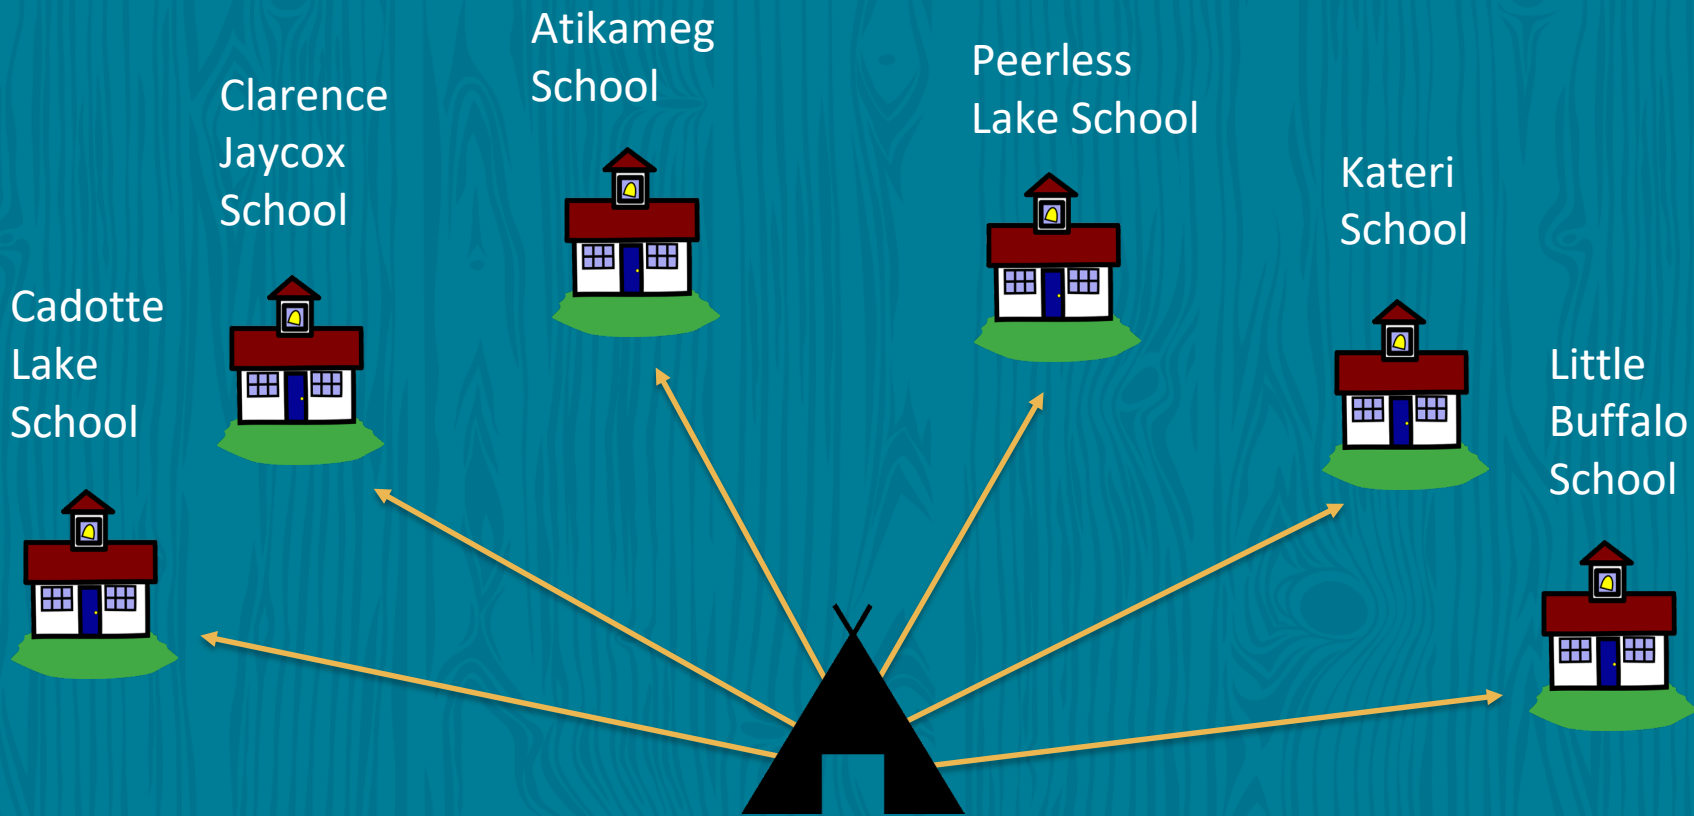 Cadotte
Lake
School
Clarence
Jaycox
School
Atikameg
School
Peerless
Lake School
Kateri
School
Little
Buffalo
School